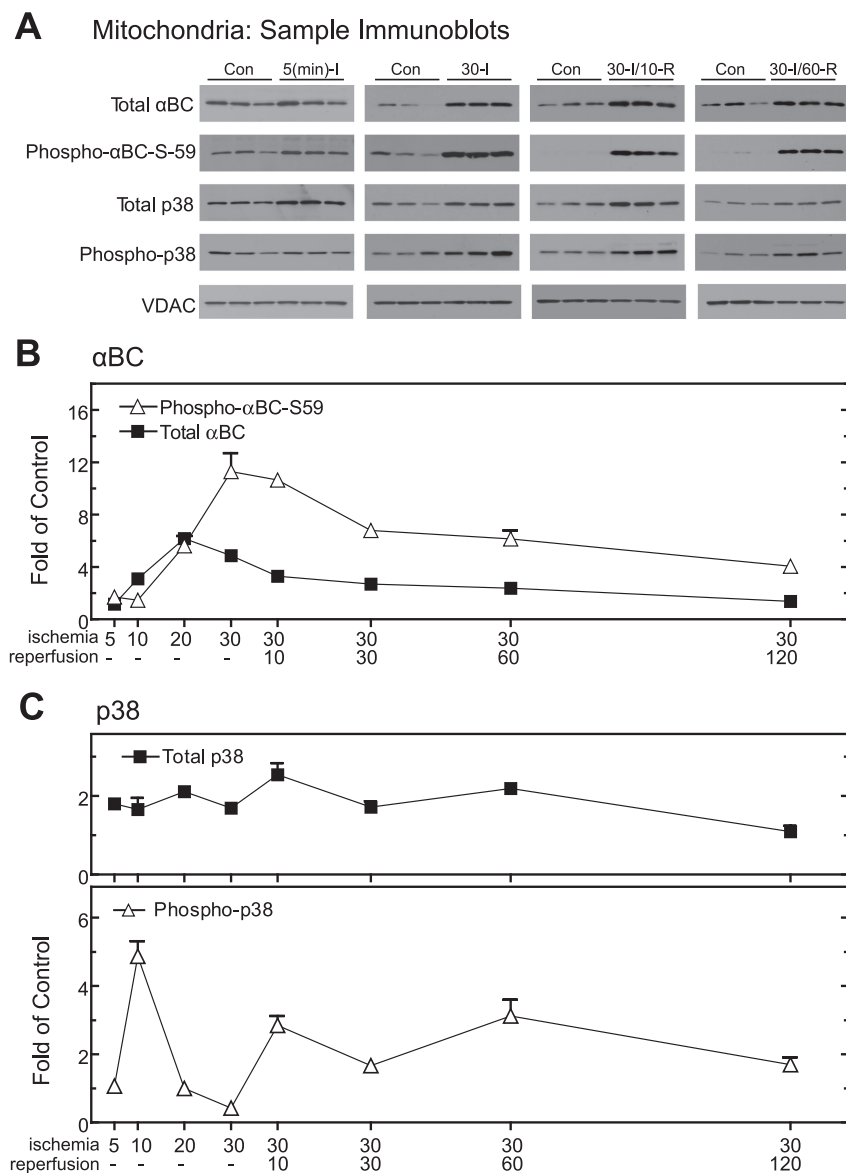 A Mitochondria: Sample Immunoblots
Con 5(min)-I Con 30-I Con 30-I/10-R Con 30-I/60-R
Total αBC
Phospho-αBC-S-59
Total p38
Phospho-p38
VDAC
B αBC
Phospho-αBC-S59
Total αBC
Fold of Control
16
12
8
4
0
ischemia 5 10 20 30 30 30 30 30
reperfusion - - - - 10 30 60 120
C p38
Total p38
2
0
Phospho-p38
Fold of Control
6
4
2
0
ischemia 5 10 20 30 30 30 30 30
reperfusion - - - - 10 30 60 120